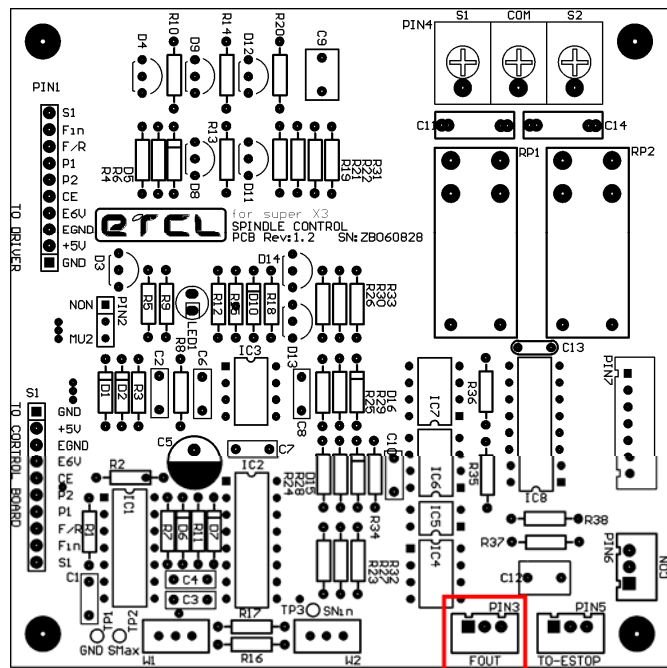 PIN4 S1 COM S2
D4 R10 D9 R14 D12 R20 C9
PIN1
S1
Fin
F/R
P1
P2
CE
E6V
EGND
+5V
GND
TO DRIVER
C11 C14
R13
R4 R6 D5 D8 D11 R19 R21 R22 R31
RP1 RP2
ETCL
for super X3
SPINDLE CONTROL
PCB Rev:1.2 SN:ZB060828
D3 D14
NON PIN2 R5 R9 LED1 R12 D10 R18 R26 R30 R33
MU2
R8 D13
C13
IC3
D1 D2 R3 C2 C6 C8 R25 R29 D16 IC7 R36 PIN7
S1
GND
+5V
EGND
E6V
CE
P2
P1
F/R
Fin
S1
TO CONTROL BOARD
C5 C7
R2 IC2 R24 R28 D15 R34 C10 IC6 R35 IC8
IC1
R1 R7 D6 R11 D7 IC5 R38
R23 R27 R32 IC4 R37 PIN6 CON
C1 C4 C12
C3
TP1 TP2 R17 TP3 SNin PIN3 PIN5
GND SMax W1 R16 W2 FOUT TO-ESTOP